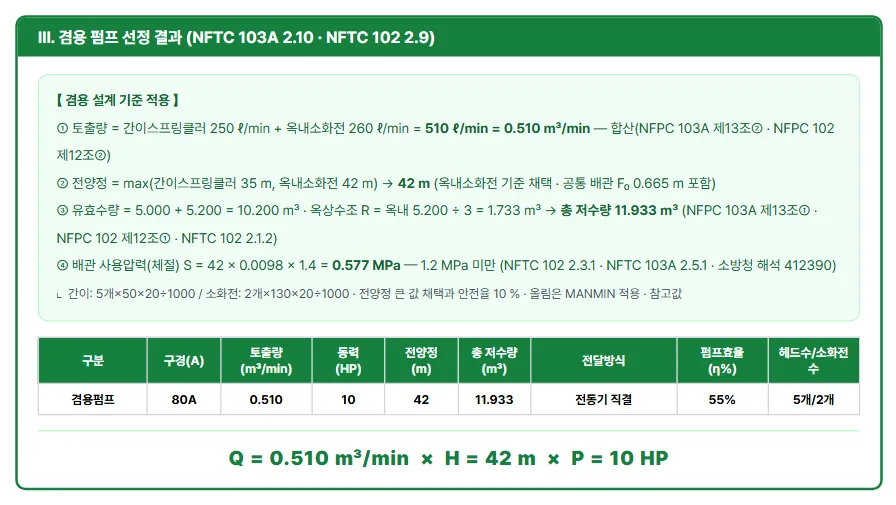 III. 겸용 펌프 선정 결과 (NFTC 103A 2.10 · NFTC 102 2.9)
【 겸용 설계 기준 적용 】
① 토출량 = 간이스프링클러 250 ℓ/min + 옥내소화전 260 ℓ/min = 510 ℓ/min = 0.510 m³/min — 합산(NFPC 103A 제13조② · NFPC 102
제12조②)
② 전양정 = max(간이스프링클러 35 m, 옥내소화전 42 m) → 42 m (옥내소화전 기준 채택 · 공통 배관 F₀ 0.665 m 포함)
③ 유효수량 = 5.000 + 5.200 = 10.200 m³ · 옥상수조 R = 옥내 5.200 ÷ 3 = 1.733 m³ → 총 저수량 11.933 m³ (NFPC 103A 제13조① ·
NFPC 102 제12조① · NFTC 102 2.1.2)
④ 배관 사용압력(체절) S = 42 × 0.0098 × 1.4 = 0.577 MPa — 1.2 MPa 미만 (NFTC 102 2.3.1 · NFTC 103A 2.5.1 · 소방청 해석 412390)
ㄴ 간이: 5개×50×20÷1000 / 소화전: 2개×130×20÷1000 · 전양정 큰 값 채택과 안전율 10 % · 올림은 MANMIN 적용 · 참고값
구분 구경(A) 토출량 (m³/min) 동력 (HP) 전양정 (m) 총 저수량 (m³) 전달방식 펌프효율 (η%) 헤드수/소화전수
겸용펌프 80A 0.510 10 42 11.933 전동기 직결 55% 5개/2개
Q = 0.510 m³/min × H = 42 m × P = 10 HP